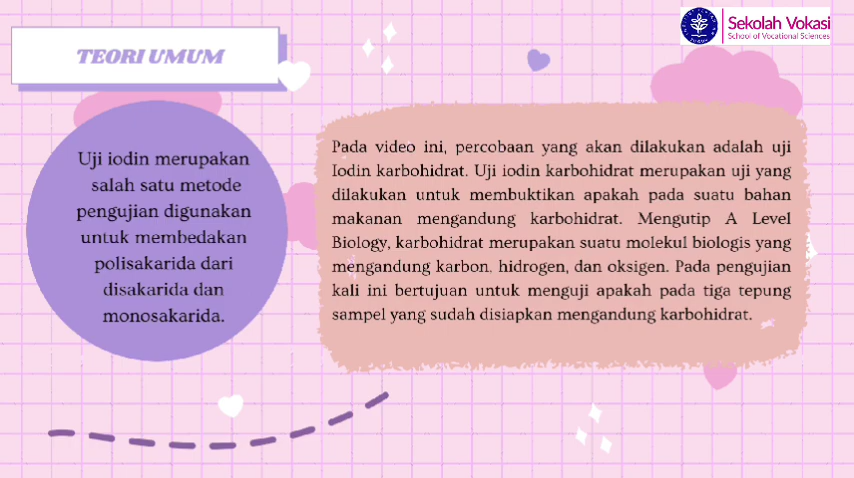 TEORI UMUM
Sekolah Vokasi
School of Vocational Sciences
Uji iodin merupakan
salah satu metode
pengujian digunakan
untuk membedakan
polisakarida dari
disakarida dan
monosakarida.
Pada video ini, percobaan yang akan dilakukan adalah uji
Iodin karbohidrat. Uji iodin karbohidrat merupakan uji yang
dilakukan untuk membuktikan apakah pada suatu bahan
makanan mengandung karbohidrat. Mengutip A Level
Biology, karbohidrat merupakan suatu molekul biologis yang
mengandung karbon, hidrogen, dan oksigen. Pada pengujian
kali ini bertujuan untuk menguji apakah pada tiga tepung
sampel yang sudah disiapkan mengandung karbohidrat.